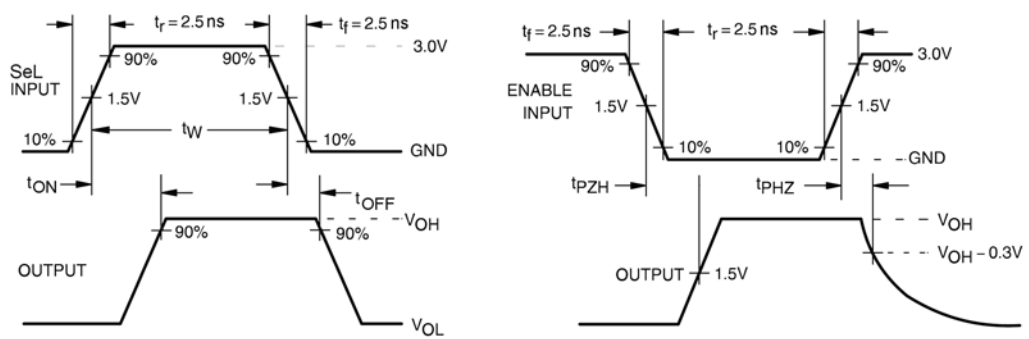 tr = 2.5 ns
tf = 2.5 ns
3.0V
90%
90%
SeL
INPUT
1.5V
1.5V
tW
10%
10%
GND
tON
tOFF
VOH
90%
90%
OUTPUT
VOL
tf = 2.5 ns
tr = 2.5 ns
3.0V
90%
90%
ENABLE
INPUT
1.5V
1.5V
10%
10%
GND
tPZH
tPHZ
VOH
VOH – 0.3V
OUTPUT
1.5V